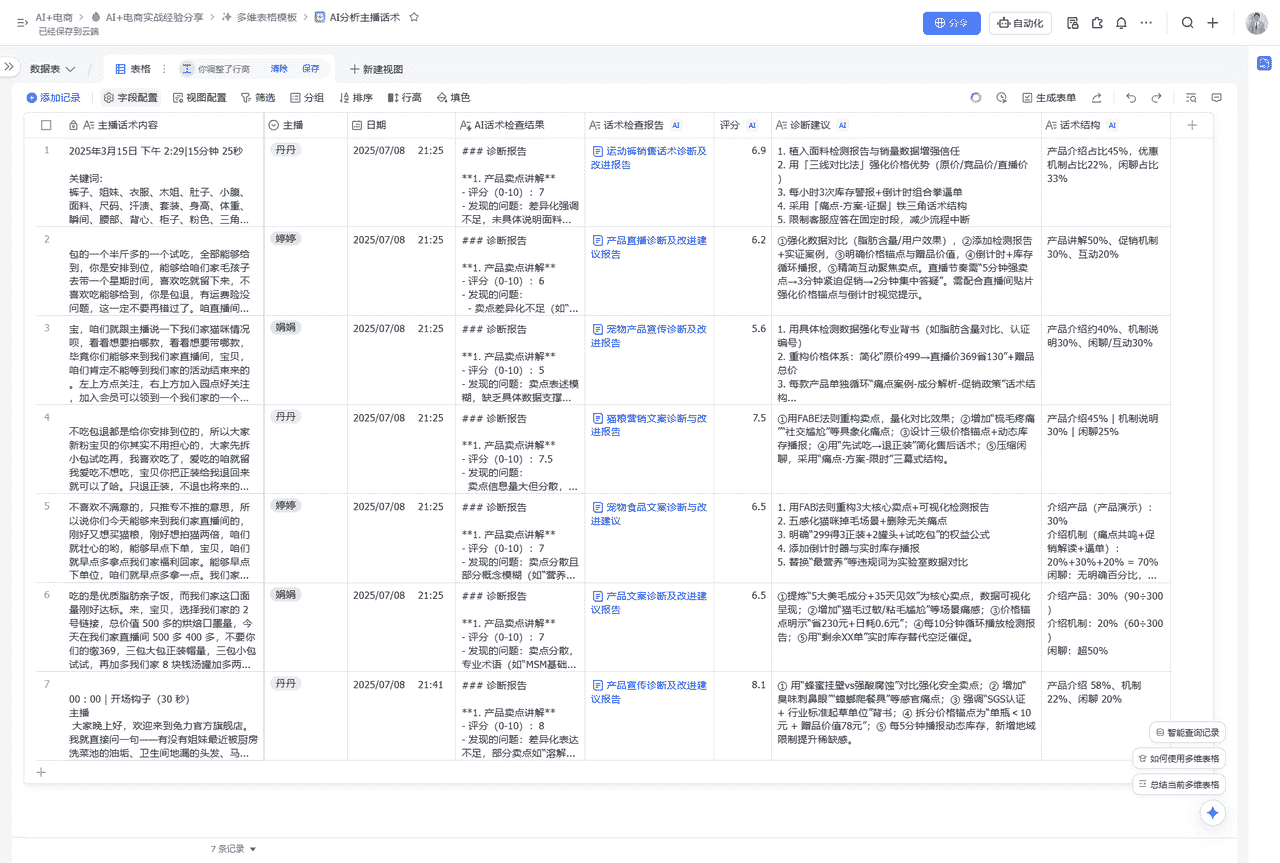 AI+电商 > AI+电商实战经验分享 > 多维表格模板 > AI分析主播话术
已经保存到云端
分享
自动化
数据表
表格
你调整了行高
清除
保存
新建视图
添加记录
字段配置
视图配置
筛选
分组
排序
行高
填色
生成表单
主播话术内容
主播
日期
AI话术检查结果
话术检查报告 AI
评分 AI
诊断建议 AI
话术结构 AI
1
2025年3月15日 下午 2:29|15分钟 25秒
关键词:
裤子、姐妹、衣服、木姐、肚子、小腿、
面料、尺码、汗渍、套装、身高、体重、
瞬间、腰部、背心、柜子、粉色、三角...
丹丹
2025/07/08 21:25
### 诊断报告
**1. 产品卖点讲解**
- 评分（0-10）: 7
- 发现的问题: 差异化强调
不足，未具体说明面料...
运动裤销售话术诊断及
改进报告
6.9
1. 植入面料检测报告与销量数据增强信任
2. 用「三线对比法」强化价格优势（原价/竞品价/直播价
）
3. 每小时3次库存警报+倒计时组合拳逼单
4. 采用「痛点-方案-证据」铁三角话术结构
5. 限制客服应答在固定时段，减少流程中断
产品介绍占比45%，优惠
机制占比22%，闲聊占比
33%
2
包的一个半斤多的一个试吃，全部能够给
到，你是安排到位，能够给咱们家毛孩子
去带一个星期时间，喜欢吃就留下来，不
喜欢吃能够给到，你是包退，有运费险没
问题，这一定不要再错过了。咱直播间...
婷婷
2025/07/08 21:25
### 诊断报告
**1. 产品卖点讲解**
- 评分（0-10）: 6
- 发现的问题:
- 卖点差异化不足（如"...
产品直播诊断及改进建
议报告
6.2
①强化数据对比（脂肪含量/用户效果），②添加检测报告
+实证案例，③明确价格锚点与赠品价值，④倒计时+库存
循环播报，⑤精简互动聚焦卖点。直播节奏需"5分钟强卖
点→3分钟紧迫促销→2分钟集中答疑"。需配合直播间贴片
强化价格锚点与倒计时视觉提示。
产品讲解50%、促销机制
30%、互动20%
3
宝，咱们就跟主播说一下我们家猫咪情况
呗，看看想要拍哪款，看看想要带哪款，
毕竟你们能够来到我们家直播间，宝贝，
咱们肯定不能等到我们家的活动结束来的
。左上方点关注，右上方加入园点好关注
，加入会员可以领到一个我们家的一个...
娟娟
2025/07/08 21:25
### 诊断报告
**1. 产品卖点讲解**
- 评分（0-10）: 5
- 发现的问题: 卖点表述模
糊，缺乏具体数据支撑...
宠物产品宣传诊断及改
进报告
5.6
1. 用具体检测数据强化专业背书（如脂肪含量对比、认证
编号）
2. 重构价格体系：简化"原价499→直播价369省130"+赠品
总价
3. 每款产品单独循环"痛点案例-成分解析-促销政策"话术结
构...
产品介绍约40%、机制说
明30%、闲聊/互动30%
4
不吃包退都是给你安排到位的，所以大家
新粉宝贝的你其实不用担心的，大家先拆
小包试吃再，我喜欢吃了，爱吃的咱就留
我爱吃不想吃，宝贝你把正装给我退回来
就可以了哈。只退正装，不退也将来的...
丹丹
2025/07/08 21:25
### 诊断报告
**1. 产品卖点讲解**
- 评分（0-10）: 7.5
- 发现的问题:
卖点信息量大但分散，...
猫粮营销文案诊断与改
进报告
7.5
①用FABE法则重构卖点，量化对比效果；②增加"梳毛疼痛
""社交尴尬"等具象化痛点；③设计三级价格锚点+动态库
存播报；④用"先试吃→退正装"简化售后话术；⑤压缩闲
聊，采用"痛点-方案-限时"三幕式结构。
产品介绍45% | 机制说明
30% | 闲聊25%
5
不喜欢不满意的，只推专不推的意思，所
以说你们今天能够来到我们家直播间的，
刚好又想买猫粮，刚好想拍猫两倍，咱们
就壮心的哟，能够早点下单，宝贝，咱们
就早点多拿点我们家福利回家。能够早点
下单位，咱们就早点多拿一点。我们家...
婷婷
2025/07/08 21:25
### 诊断报告
**1. 产品卖点讲解**
- 评分（0-10）: 7
- 发现的问题: 卖点分散且
部分概念模糊（如"营养...
宠物食品文案诊断与改
进建议
6.5
1. 用FAB法则重构3大核心卖点+可视化检测报告
2. 五感化猫咪掉毛场景+删除无关痛点
3. 明确"299得3正装+2罐头+试吃包"的权益公式
4. 添加倒计时器与实时库存播报
5. 替换"最营养"等违规词为实验室数据对比
介绍产品（产品演示）:
30%
介绍机制（痛点共鸣+促
销解读+逼单）:
20%+30%+20% = 70%
闲聊：无明确百分比，...
6
吃的是优质脂肪亲子饭，而我们家这口面
量刚好达标。来，宝贝，选择我们家的 2
号链接，总价值 500 多的烘焙口噩量，今
天在我们家直播间 500 多 400 多，不要你
们的缴369，三包大包正装帽量，三包小包
试试，再加多我们家 8 块钱汤罐加多两...
娟娟
2025/07/08 21:25
### 诊断报告
**1. 产品卖点讲解**
- 评分（0-10）: 7
- 发现的问题: 卖点分散，
专业术语（如"MSM基础...
产品文案诊断及改进建
议报告
6.5
①提炼"5大美毛成分+35天见效"为核心卖点，数据可视化
呈现；②增加"猫毛过敏/粘毛尴尬"等场景痛感；③价格锚
点明示"省230元+日耗0.6元"；④每10分钟循环播放检测报
告；⑤用"剩余XX单"实时库存替代空泛催促。
介绍产品：30%（90÷300
）
介绍机制：20%（60÷300
）
闲聊：超50%
7
00：00 | 开场钩子（30 秒）
主播
大家晚上好，欢迎来到兔力官方旗舰店。
我就直接问一句——有没有姐妹最近被厨房
洗菜池的油垢、卫生间地漏的头发、马...
丹丹
2025/07/08 21:41
### 诊断报告
**1. 产品卖点讲解**
- 评分（0-10）: 8
- 发现的问题: 差异化表达
不足，部分卖点如"溶解...
产品宣传诊断及改进建
议报告
8.1
① 用"蜂蜜挂壁vs强酸腐蚀"对比强化安全卖点；② 增加"
臭味刺鼻眼""蟑螂爬餐具"等感官痛点；③ 强调"SGS认证
+ 行业标准起草单位"背书；④ 拆分价格锚点为"单瓶＜10
元 + 赠品价值78元"；⑤ 每5分钟播报动态库存，新增地域
限制提升稀缺感。
产品介绍 58%、机制
22%、闲聊 20%
智能查询记录
如何使用多维表格
总结当前多维表格
7 条记录